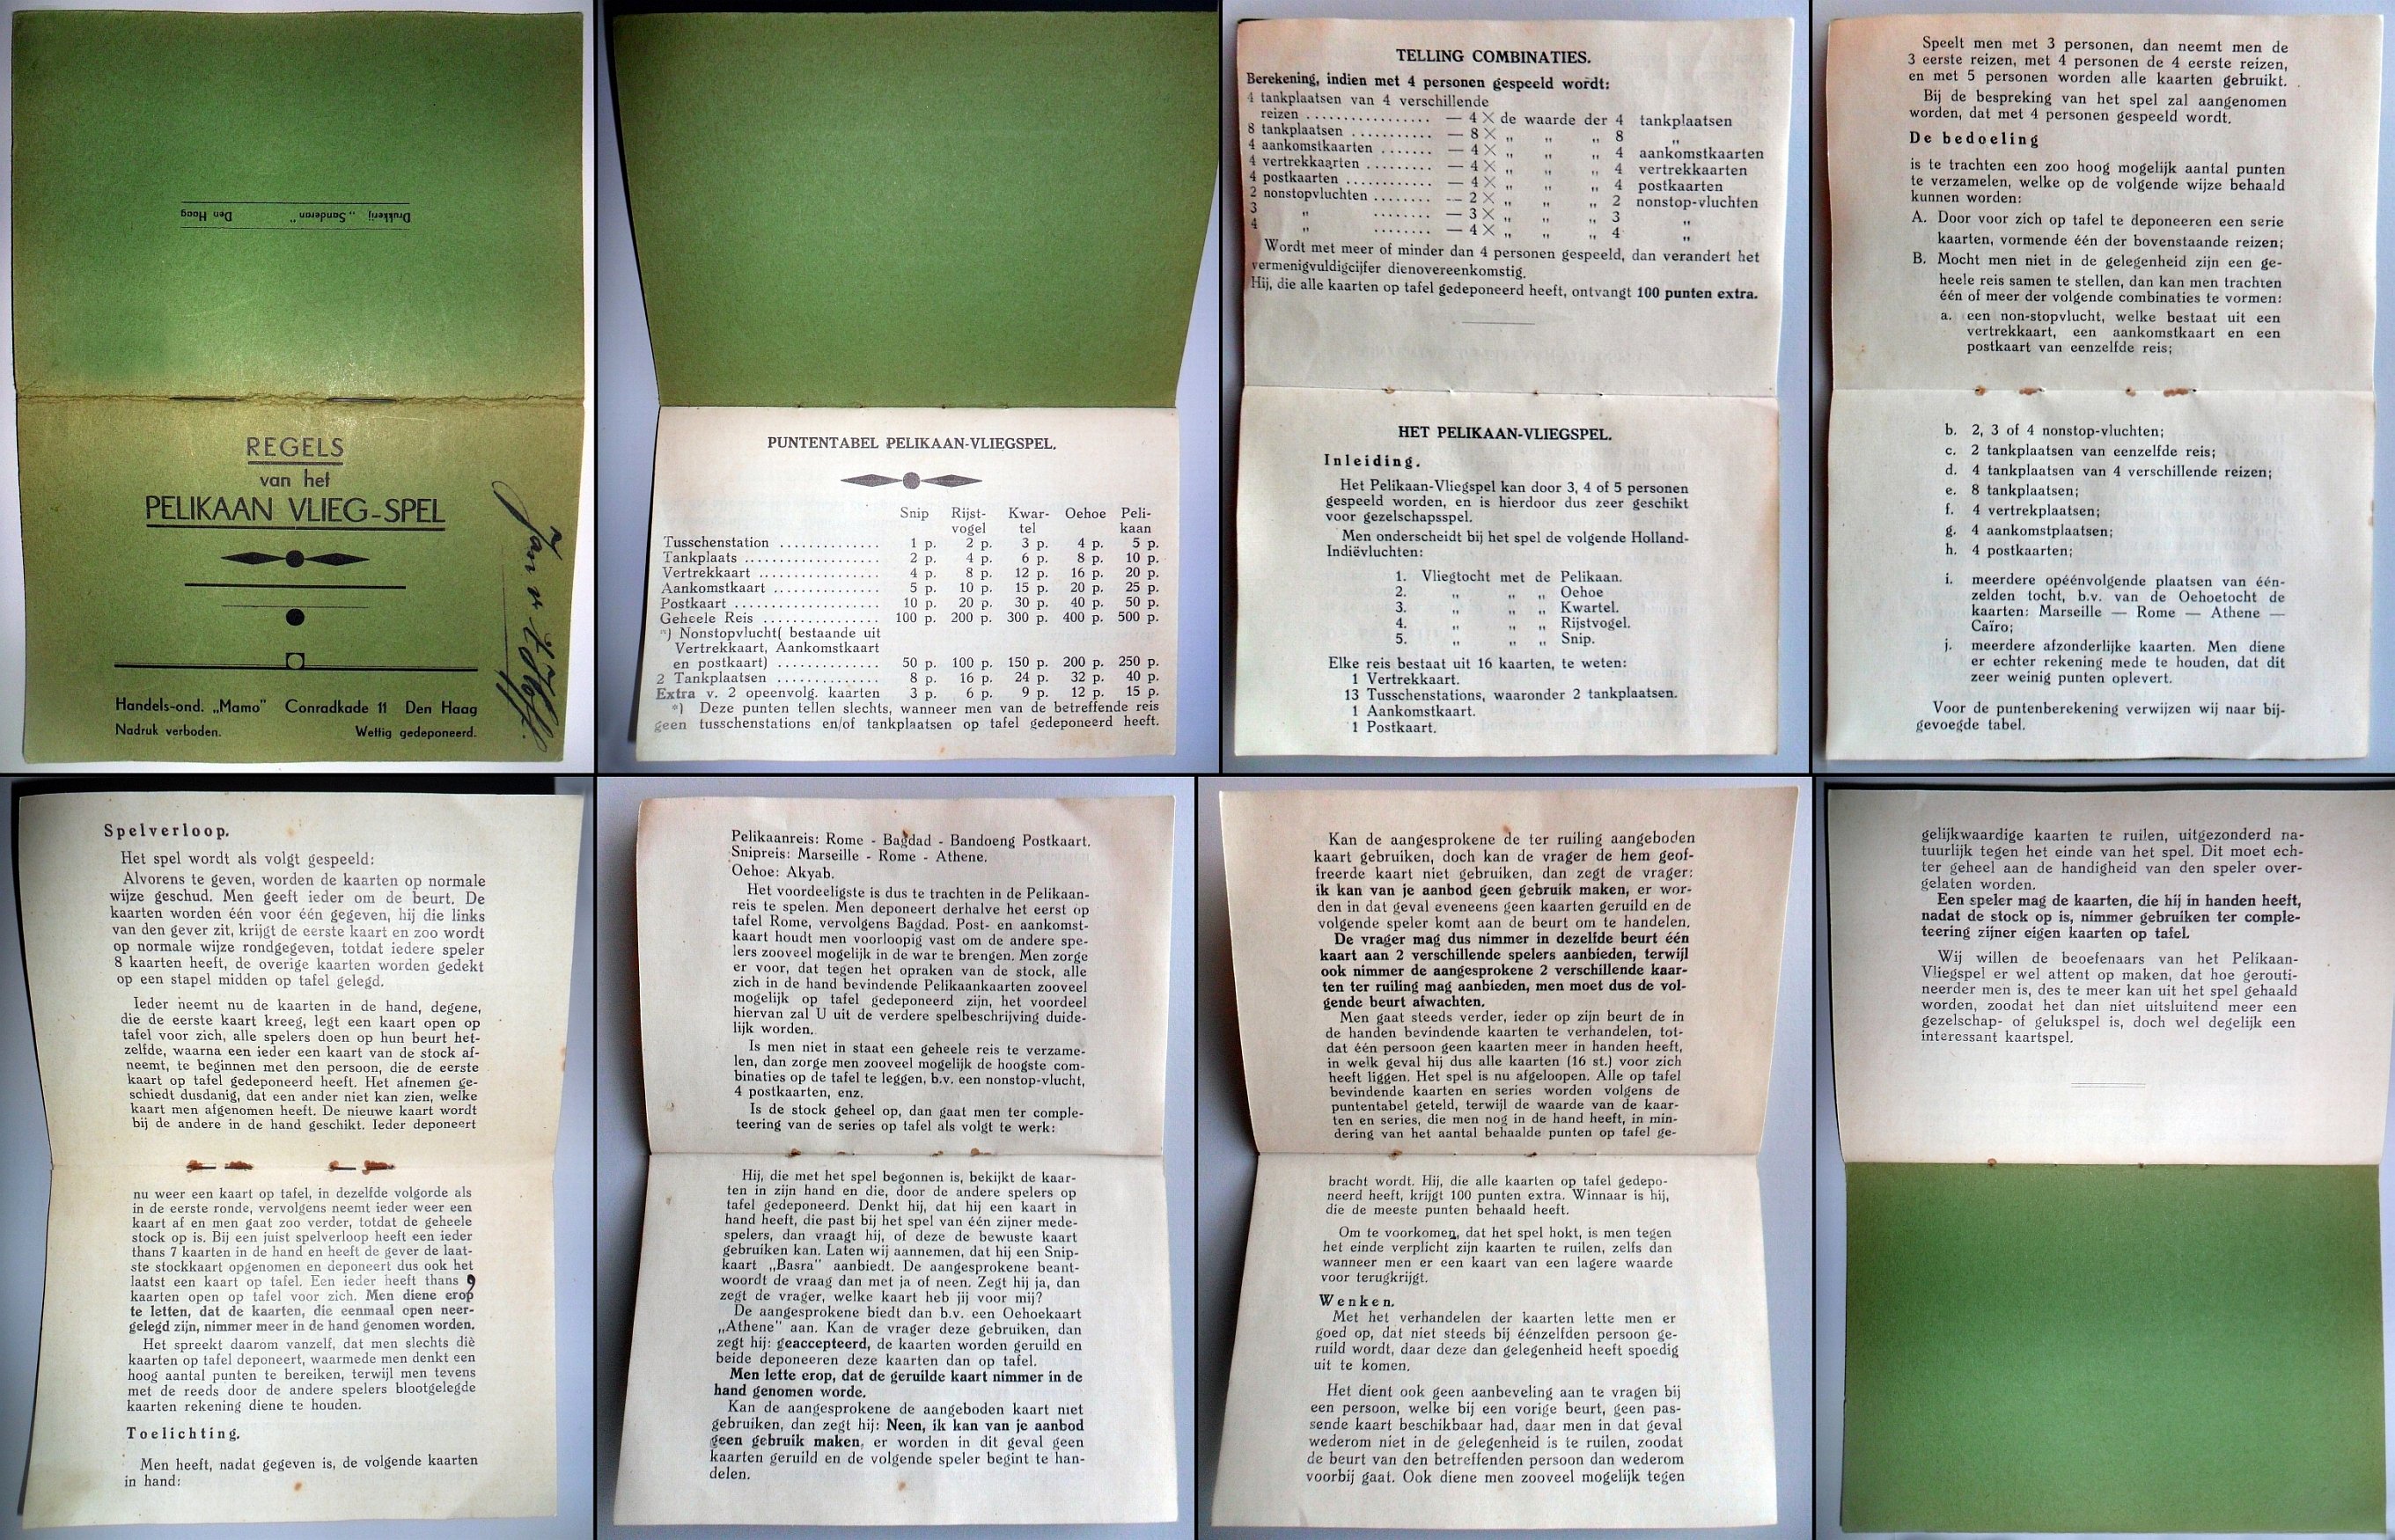 Drukkerij „Sanderan" Den Haag
REGELS
van het
PELIKAAN VLIEG-SPEL
Handels-ond. „Mamo" Conradkade 11 Den Haag
Nadruk verboden. Wettig gedeponeerd.
PUNTENTABEL PELIKAAN-VLIEGSPEL.
Snip Rijst- Kwar- Oehoe Peli-
vogel tel kaan
Tusschenstation .............. 1 p. 2 p. 3 p. 4 p. 5 p.
Tankplaats ................... 2 p. 4 p. 6 p. 8 p. 10 p.
Vertrekkaart ................. 4 p. 8 p. 12 p. 16 p. 20 p.
Aankomstkaart ............... 5 p. 10 p. 15 p. 20 p. 25 p.
Postkaart .................... 10 p. 20 p. 30 p. 40 p. 50 p.
Geheele Reis ................ 100 p. 200 p. 300 p. 400 p. 500 p.
*) Nonstopvlucht( bestaande uit
Vertrekkaart, Aankomstkaart
en postkaart) .............. 50 p. 100 p. 150 p. 200 p. 250 p.
2 Tankplaatsen .............. 8 p. 16 p. 24 p. 32 p. 40 p.
Extra v. 2 opeenvolg. kaarten 3 p. 6 p. 9 p. 12 p. 15 p.
*) Deze punten tellen slechts, wanneer men van de betreffende reis
geen tusschenstations en/of tankplaatsen op tafel gedeponeerd heeft.
TELLING COMBINATIES.
Berekening, indien met 4 personen gespeeld wordt:
4 tankplaatsen van 4 verschillende
reizen ................. — 4 × de waarde der 4 tankplaatsen
8 tankplaatsen ........... — 8 × „ „ „ 8 „
4 aankomstkaarten ....... — 4 × „ „ „ 4 aankomstkaarten
4 vertrekkaarten ......... — 4 × „ „ „ 4 vertrekkaarten
4 postkaarten ............ — 4 × „ „ „ 4 postkaarten
2 nonstopvluchten ........ — 2 × „ „ „ 2 nonstop-vluchten
3 „ ........ — 3 × „ „ „ 3 „
4 „ ........ — 4 × „ „ „ 4 „
Wordt met meer of minder dan 4 personen gespeeld, dan verandert het
vermenigvuldigcijfer dienovereenkomstig.
Hij, die alle kaarten op tafel gedeponeerd heeft, ontvangt 100 punten extra.
HET PELIKAAN-VLIEGSPEL.
Inleiding.
Het Pelikaan-Vliegspel kan door 3, 4 of 5 personen
gespeeld worden, en is hierdoor dus zeer geschikt
voor gezelschapsspel.
Men onderscheidt bij het spel de volgende Holland-
Indiëvluchten:
1. Vliegtocht met de Pelikaan.
2. „ „ „ Oehoe
3. „ „ „ Kwartel.
4. „ „ „ Rijstvogel.
5. „ „ „ Snip.
Elke reis bestaat uit 16 kaarten, te weten:
1 Vertrekkaart.
13 Tusschenstations, waaronder 2 tankplaatsen.
1 Aankomstkaart.
1 Postkaart.
Speelt men met 3 personen, dan neemt men de
3 eerste reizen, met 4 personen de 4 eerste reizen,
en met 5 personen worden alle kaarten gebruikt.
Bij de bespreking van het spel zal aangenomen
worden, dat met 4 personen gespeeld wordt.
De bedoeling
is te trachten een zoo hoog mogelijk aantal punten
te verzamelen, welke op de volgende wijze behaald
kunnen worden:
A. Door voor zich op tafel te deponeeren een serie
kaarten, vormende één der bovenstaande reizen;
B. Mocht men niet in de gelegenheid zijn een ge-
heele reis samen te stellen, dan kan men trachten
één of meer der volgende combinaties te vormen:
a. een non-stopvlucht, welke bestaat uit een
vertrekkaart, een aankomstkaart en een
postkaart van eenzelfde reis;
b. 2, 3 of 4 nonstop-vluchten;
c. 2 tankplaatsen van eenzelfde reis;
d. 4 tankplaatsen van 4 verschillende reizen;
e. 8 tankplaatsen;
f. 4 vertrekplaatsen;
g. 4 aankomstplaatsen;
h. 4 postkaarten;
i. meerdere opéénvolgende plaatsen van één-
zelden tocht, b.v. van de Oehoetocht de
kaarten: Marseille — Rome — Athene —
Caïro;
j. meerdere afzonderlijke kaarten. Men diene
er echter rekening mede te houden, dat dit
zeer weinig punten oplevert.
Voor de puntenberekening verwijzen wij naar bij-
gevoegde tabel.
Spelverloop.
Het spel wordt als volgt gespeeld:
Alvorens te geven, worden de kaarten op normale
wijze geschud. Men geeft ieder om de beurt. De
kaarten worden één voor één gegeven, hij die links
van den gever zit, krijgt de eerste kaart en zoo wordt
op normale wijze rondgegeven, totdat iedere speler
8 kaarten heeft, de overige kaarten worden gedekt
op een stapel midden op tafel gelegd.
Ieder neemt nu de kaarten in de hand, degene,
die de eerste kaart kreeg, legt een kaart open op
tafel voor zich, alle spelers doen op hun beurt het-
zelfde, waarna een ieder een kaart van de stock af-
neemt, te beginnen met den persoon, die de eerste
kaart op tafel gedeponeerd heeft. Het afnemen ge-
schiedt dusdanig, dat een ander niet kan zien, welke
kaart men afgenomen heeft. De nieuwe kaart wordt
bij de andere in de hand geschikt. Ieder deponeert
nu weer een kaart op tafel, in dezelfde volgorde als
in de eerste ronde, vervolgens neemt ieder weer een
kaart af en men gaat zoo verder, totdat de geheele
stock op is. Bij een juist spelverloop heeft een ieder
thans 7 kaarten in de hand en heeft de gever de laat-
ste stockkaart opgenomen en deponeert dus ook het
laatst een kaart op tafel. Een ieder heeft thans 9
kaarten open op tafel voor zich. Men diene erop
te letten, dat de kaarten, die eenmaal open neer-
gelegd zijn, nimmer meer in de hand genomen worden.
Het spreekt daarom vanzelf, dat men slechts diè
kaarten op tafel deponeert, waarmede men denkt een
hoog aantal punten te bereiken, terwijl men tevens
met de reeds door de andere spelers blootgelegde
kaarten rekening diene te houden.
Toelichting.
Men heeft, nadat gegeven is, de volgende kaarten
in hand:
Pelikaanreis: Rome - Bagdad - Bandoeng Postkaart.
Snipreis: Marseille - Rome - Athene.
Oehoe: Akyab.
Het voordeeligste is dus te trachten in de Pelikaan-
reis te spelen. Men deponeert derhalve het eerst op
tafel Rome, vervolgens Bagdad. Post- en aankomst-
kaart houdt men voorloopig vast om de andere spe-
lers zooveel mogelijk in de war te brengen. Men zorge
er voor, dat tegen het opraken van de stock, alle
zich in de hand bevindende Pelikaankaarten zooveel
mogelijk op tafel gedeponeerd zijn, het voordeel
hiervan zal U uit de verdere spelbeschrijving duide-
lijk worden.
Is men niet in staat een geheele reis te verzame-
len, dan zorge men zooveel mogelijk de hoogste com-
binaties op de tafel te leggen, b.v. een nonstop-vlucht,
4 postkaarten, enz.
Is de stock geheel op, dan gaat men ter comple-
teering van de series op tafel als volgt te werk:
Hij, die met het spel begonnen is, bekijkt de kaar-
ten in zijn hand en die, door de andere spelers op
tafel gedeponeerd. Denkt hij, dat hij een kaart in
hand heeft, die past bij het spel van één zijner mede-
spelers, dan vraagt hij, of deze de bewuste kaart
gebruiken kan. Laten wij aannemen, dat hij een Snip-
kaart „Basra" aanbiedt. De aangesprokene beant-
woordt de vraag dan met ja of neen. Zegt hij ja, dan
zegt de vrager, welke kaart heb jij voor mij?
De aangesprokene biedt dan b.v. een Oehoekaart
„Athene" aan. Kan de vrager deze gebruiken, dan
zegt hij: geaccepteerd, de kaarten worden geruild en
beide deponeeren deze kaarten dan op tafel.
Men lette erop, dat de geruilde kaart nimmer in de
hand genomen worde.
Kan de aangesprokene de aangeboden kaart niet
gebruiken, dan zegt hij: Neen, ik kan van je aanbod
geen gebruik maken, er worden in dit geval geen
kaarten geruild en de volgende speler begint te han-
delen.
Kan de aangesprokene de ter ruiling aangeboden
kaart gebruiken, doch kan de vrager de hem geof-
freerde kaart niet gebruiken, dan zegt de vrager:
ik kan van je aanbod geen gebruik maken, er wor-
den in dat geval eveneens geen kaarten geruild en de
volgende speler komt aan de beurt om te handelen.
De vrager mag dus nimmer in dezelfde beurt één
kaart aan 2 verschillende spelers aanbieden, terwijl
ook nimmer de aangesprokene 2 verschillende kaar-
ten ter ruiling mag aanbieden, men moet dus de vol-
gende beurt afwachten.
Men gaat steeds verder, ieder op zijn beurt de in
de handen bevindende kaarten te verhandelen, tot-
dat één persoon geen kaarten meer in handen heeft,
in welk geval hij dus alle kaarten (16 st.) voor zich
heeft liggen. Het spel is nu afgeloopen. Alle op tafel
bevindende kaarten en series worden volgens de
puntentabel geteld, terwijl de waarde van de kaar-
ten en series, die men nog in de hand heeft, in min-
dering van het aantal behaalde punten op tafel ge-
bracht wordt. Hij, die alle kaarten op tafel gedepo-
neerd heeft, krijgt 100 punten extra. Winnaar is hij,
die de meeste punten behaald heeft.
Om te voorkomen, dat het spel hokt, is men tegen
het einde verplicht zijn kaarten te ruilen, zelfs dan
wanneer men er een kaart van een lagere waarde
voor terugkrijgt.
Wenken.
Met het verhandelen der kaarten lette men er
goed op, dat niet steeds bij éénzelfden persoon ge-
ruild wordt, daar deze dan gelegenheid heeft spoedig
uit te komen.
Het dient ook geen aanbeveling aan te vragen bij
een persoon, welke bij een vorige beurt, geen pas-
sende kaart beschikbaar had, daar men in dat geval
wederom niet in de gelegenheid is te ruilen, zoodat
de beurt van den betreffenden persoon dan wederom
voorbij gaat. Ook diene men zooveel mogelijk tegen
gelijkwaardige kaarten te ruilen, uitgezonderd na-
tuurlijk tegen het einde van het spel. Dit moet ech-
ter geheel aan de handigheid van den speler over-
gelaten worden.
Een speler mag de kaarten, die hij in handen heeft,
nadat de stock op is, nimmer gebruiken ter comple-
teering zijner eigen kaarten op tafel.
Wij willen de beoefenaars van het Pelikaan-
Vliegspel er wel attent op maken, dat hoe gerouti-
neerder men is, des te meer kan uit het spel gehaald
worden, zoodat het dan niet uitsluitend meer een
gezelschap- of gelukspel is, doch wel degelijk een
interessant kaartspel.